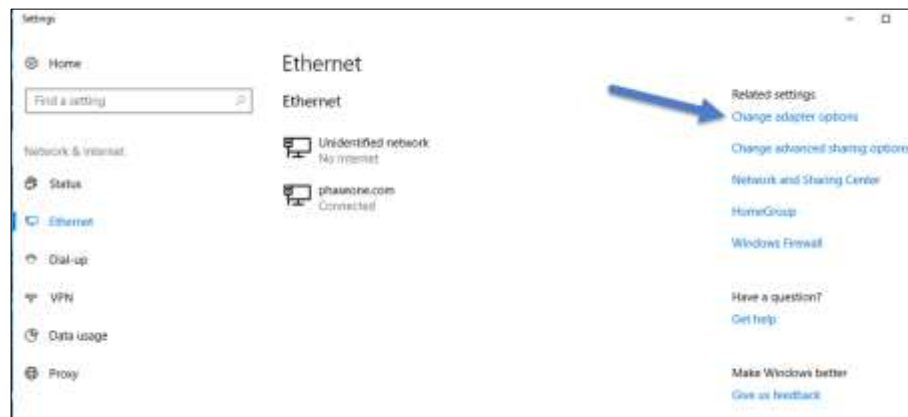 Settings
Home
Find a setting
Network & Internet
Status
Ethernet
Dial-up
VPN
Data usage
Proxy
Ethernet
Ethernet
Unidentified network
No Internet
phaseone.com
Connected
Related settings
Change adapter options
Change advanced sharing options
Network and Sharing Center
HomeGroup
Windows Firewall
Have a question?
Get help
Make Windows better
Give us feedback